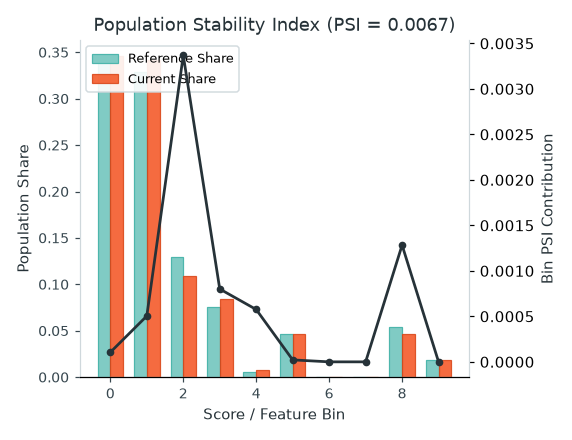 Population Stability Index (PSI = 0.0067)
Reference Share
Current Share
0.35
0.30
0.25
0.20
0.15
0.10
0.05
0.00
Population Share
0.0035
0.0030
0.0025
0.0020
0.0015
0.0010
0.0005
0.0000
Bin PSI Contribution
0 2 4 6 8
Score / Feature Bin